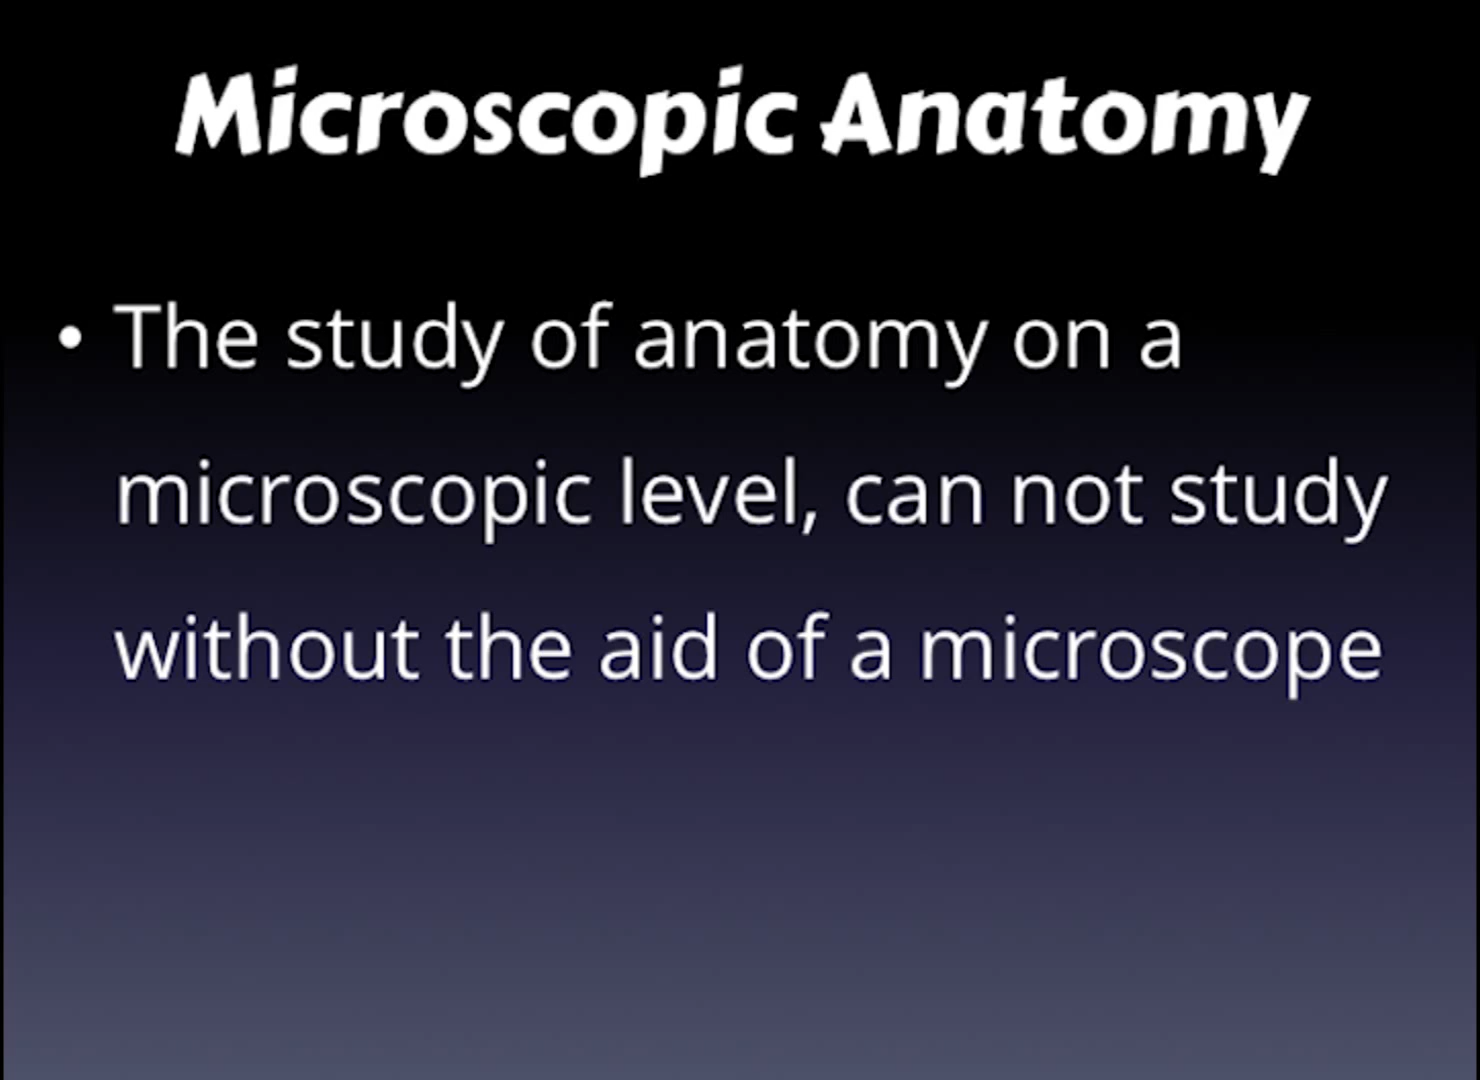 Microscopic Anatomy
• The study of anatomy on a
microscopic level, can not study
without the aid of a microscope